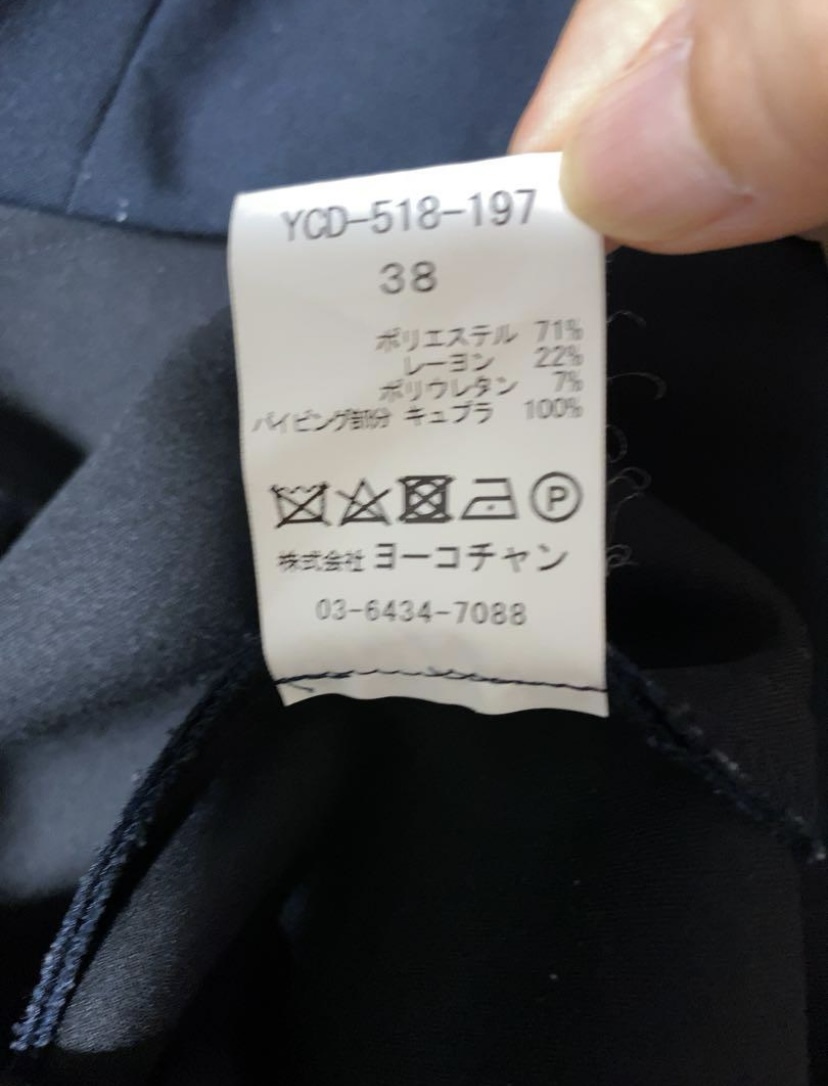 YCD-518-197
38
ポリエステル 71%
レーヨン 22%
ポリウレタン 7%
パイピング部分 キュプラ 100%
P
株式会社 ヨーコチャン
03-6434-7088